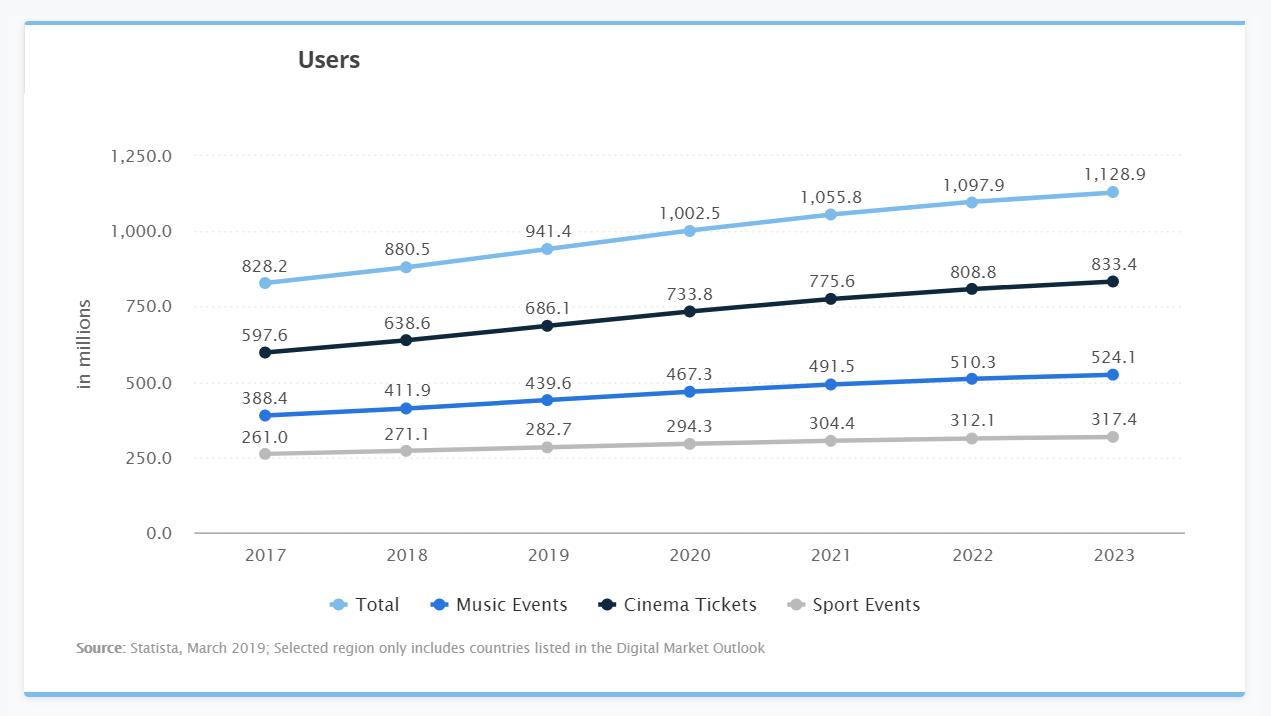 Users
1,250.0
1,000.0
750.0
500.0
250.0
0.0
in millions
828.2 880.5 941.4 1,002.5 1,055.8 1,097.9 1,128.9
597.6 638.6 686.1 733.8 775.6 808.8 833.4
388.4 411.9 439.6 467.3 491.5 510.3 524.1
261.0 271.1 282.7 294.3 304.4 312.1 317.4
2017 2018 2019 2020 2021 2022 2023
Total Music Events Cinema Tickets Sport Events
Source: Statista, March 2019; Selected region only includes countries listed in the Digital Market Outlook